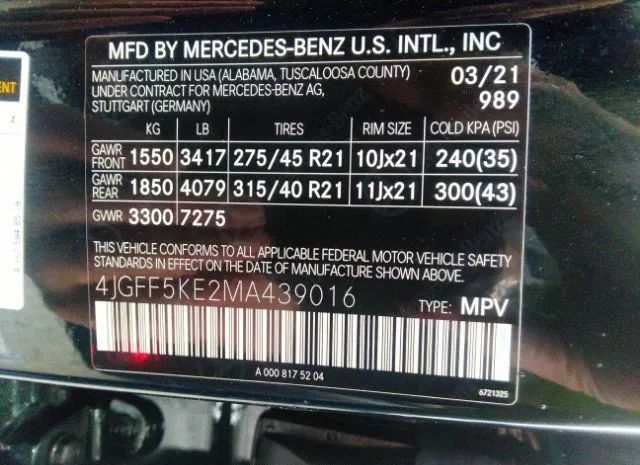 MFD BY MERCEDES-BENZ U.S. INTL., INC
MANUFACTURED IN USA (ALABAMA, TUSCALOOSA COUNTY) 03/21
UNDER CONTRACT FOR MERCEDES-BENZ AG, 989
STUTTGART (GERMANY)
KG LB TIRES RIM SIZE COLD KPA (PSI)
GAWR FRONT 1550 3417 275/45 R21 10Jx21 240(35)
GAWR REAR 1850 4079 315/40 R21 11Jx21 300(43)
GVWR 3300 7275
THIS VEHICLE CONFORMS TO ALL APPLICABLE FEDERAL MOTOR VEHICLE SAFETY
STANDARDS IN EFFECT ON THE DATE OF MANUFACTURE SHOWN ABOVE.
4JGFF5KE2MA439016 TYPE: MPV
A 000 817 52 04
6721325
2